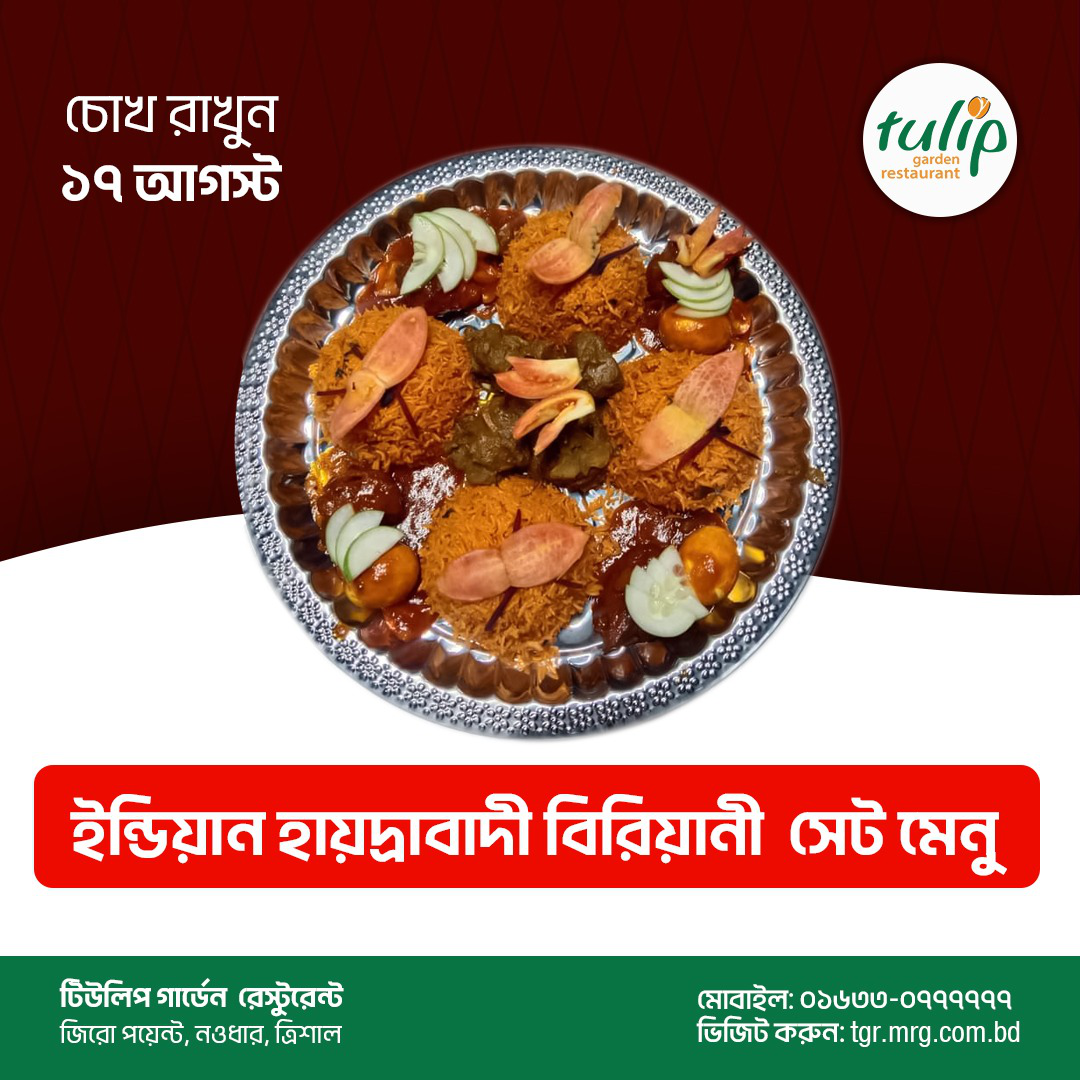 চোখ রাখুন
১৭ আগস্ট
tulip
garden
restaurant
ইন্ডিয়ান হায়দ্রাবাদী বিরিয়ানী সেট মেনু
টিউলিপ গার্ডেন রেস্টুরেন্ট
জিরো পয়েন্ট, নওধার, ত্রিশাল
মোবাইল: ০১৬৩৩-০৭৭৭৭৭৭
ভিজিট করুন: tgr.mrg.com.bd